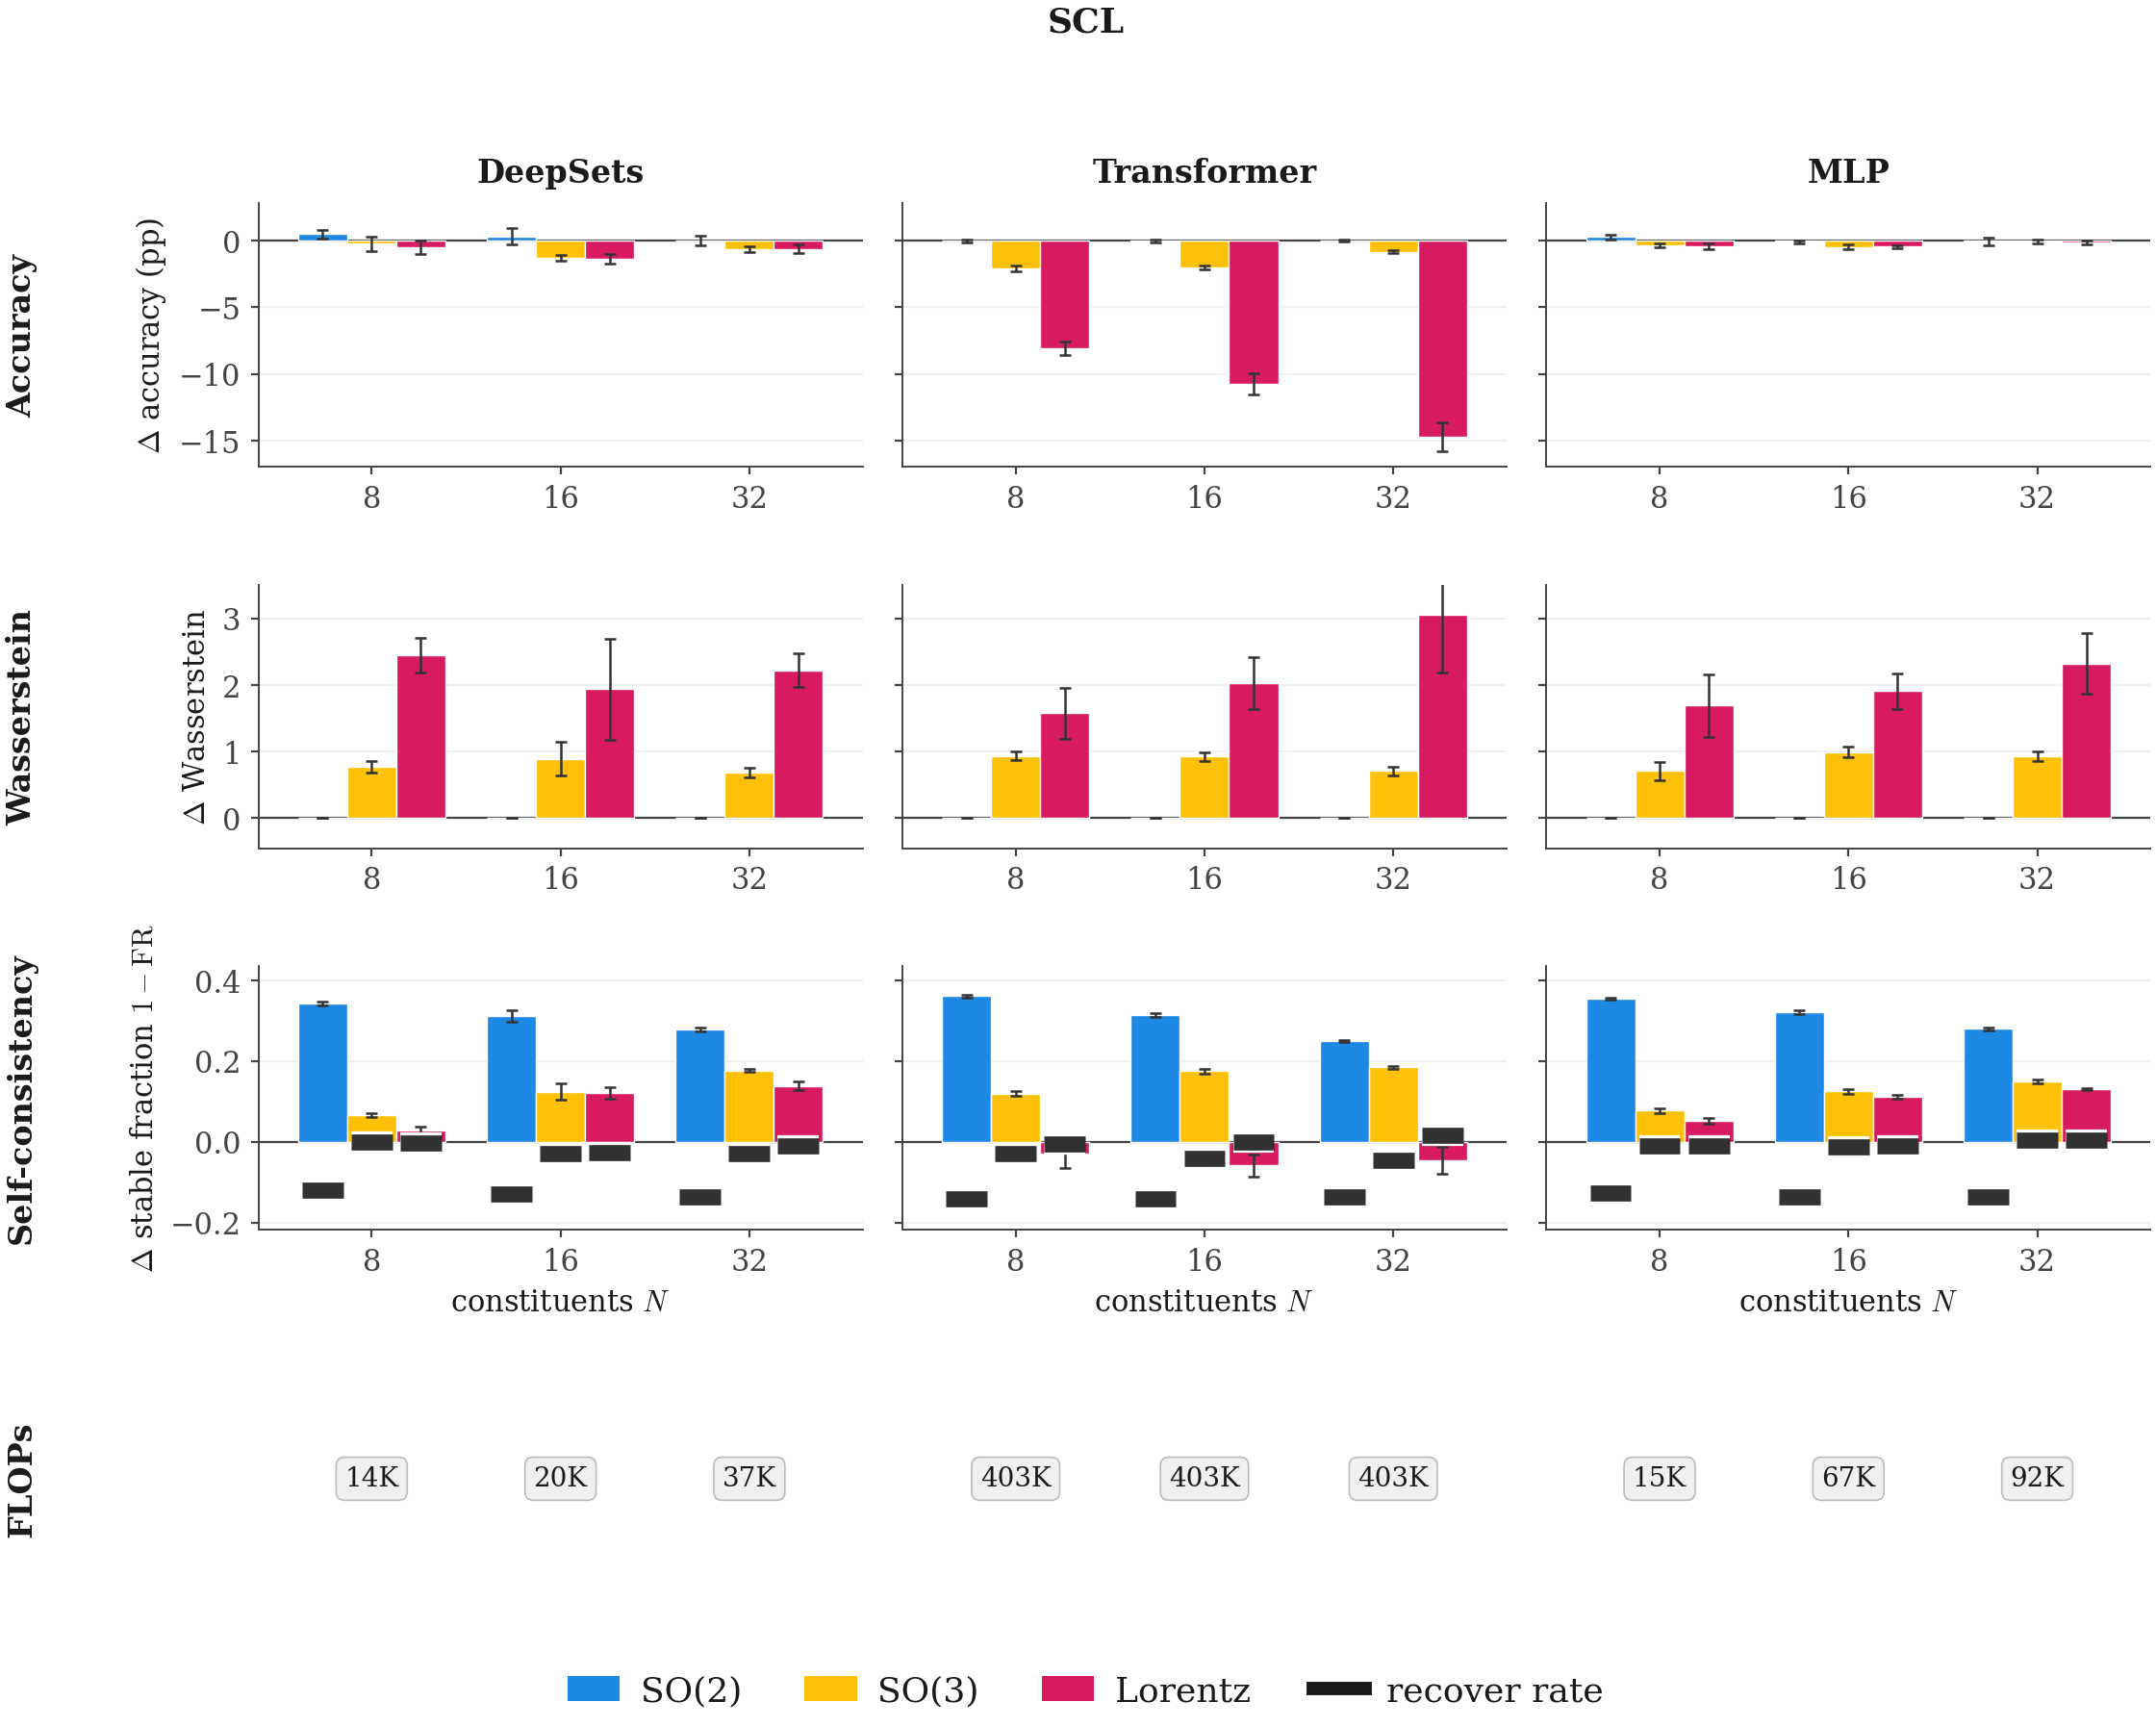 SCL
DeepSets
Transformer
MLP
Accuracy
Δ accuracy (pp)
0
−5
−10
−15
8
16
32
8
16
32
8
16
32
Wasserstein
Δ Wasserstein
3
2
1
0
8
16
32
8
16
32
8
16
32
Self-consistency
Δ stable fraction 1 − FR
0.4
0.2
0.0
−0.2
8
16
32
8
16
32
8
16
32
constituents N
constituents N
constituents N
FLOPs
14K
20K
37K
403K
403K
403K
15K
67K
92K
SO(2)
SO(3)
Lorentz
recover rate